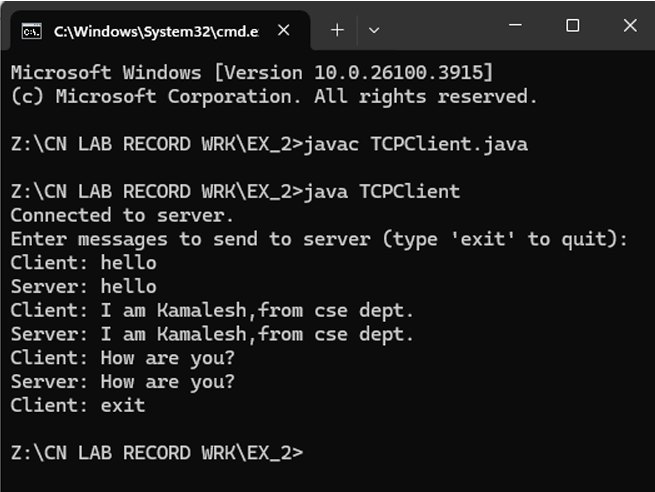 C:\Windows\System32\cmd.e
Microsoft Windows [Version 10.0.26100.3915]
(c) Microsoft Corporation. All rights reserved.
Z:\CN LAB RECORD WRK\EX_2>javac TCPClient.java
Z:\CN LAB RECORD WRK\EX_2>java TCPClient
Connected to server.
Enter messages to send to server (type 'exit' to quit):
Client: hello
Server: hello
Client: I am Kamalesh,from cse dept.
Server: I am Kamalesh,from cse dept.
Client: How are you?
Server: How are you?
Client: exit
Z:\CN LAB RECORD WRK\EX_2>